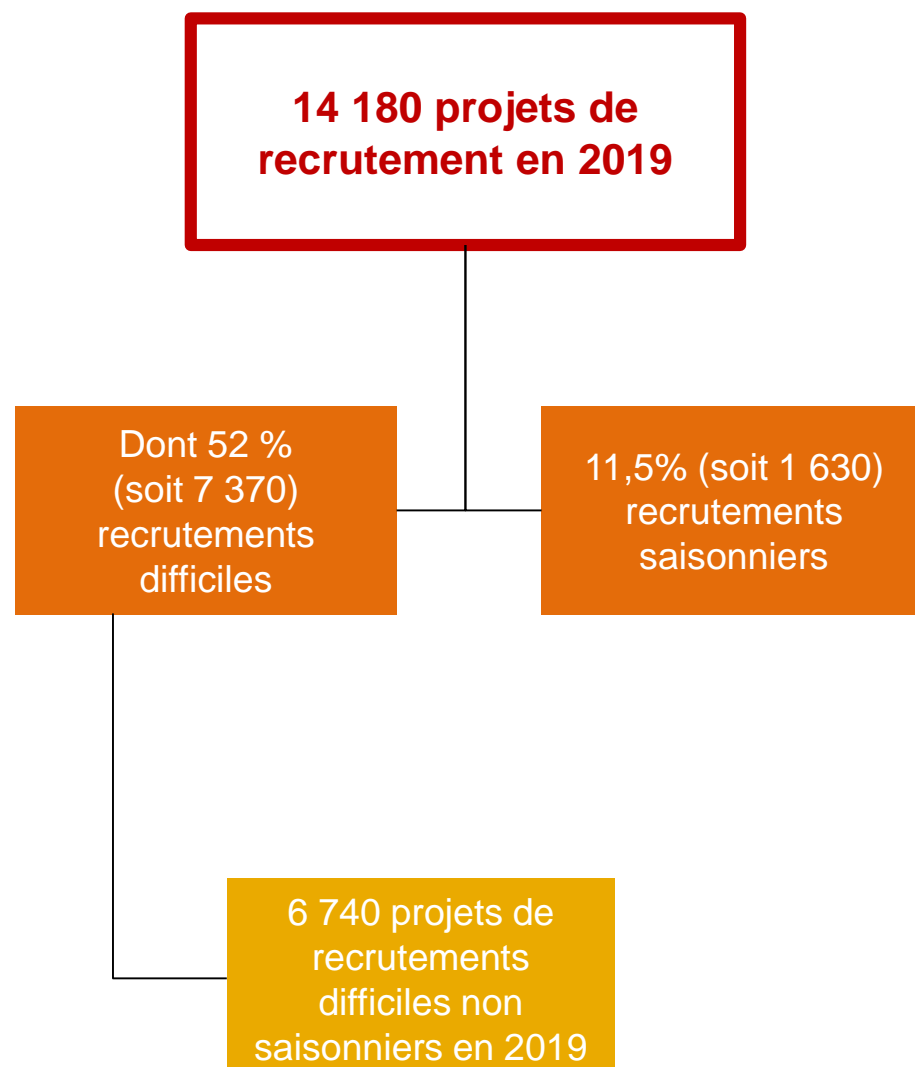 14 180 projets de
recrutement en 2019
Dont 52 %
(soit 7 370)
recrutements
difficiles
11,5% (soit 1 630)
recrutements
saisonniers
6 740 projets de
recrutements
difficiles non
saisonniers en 2019